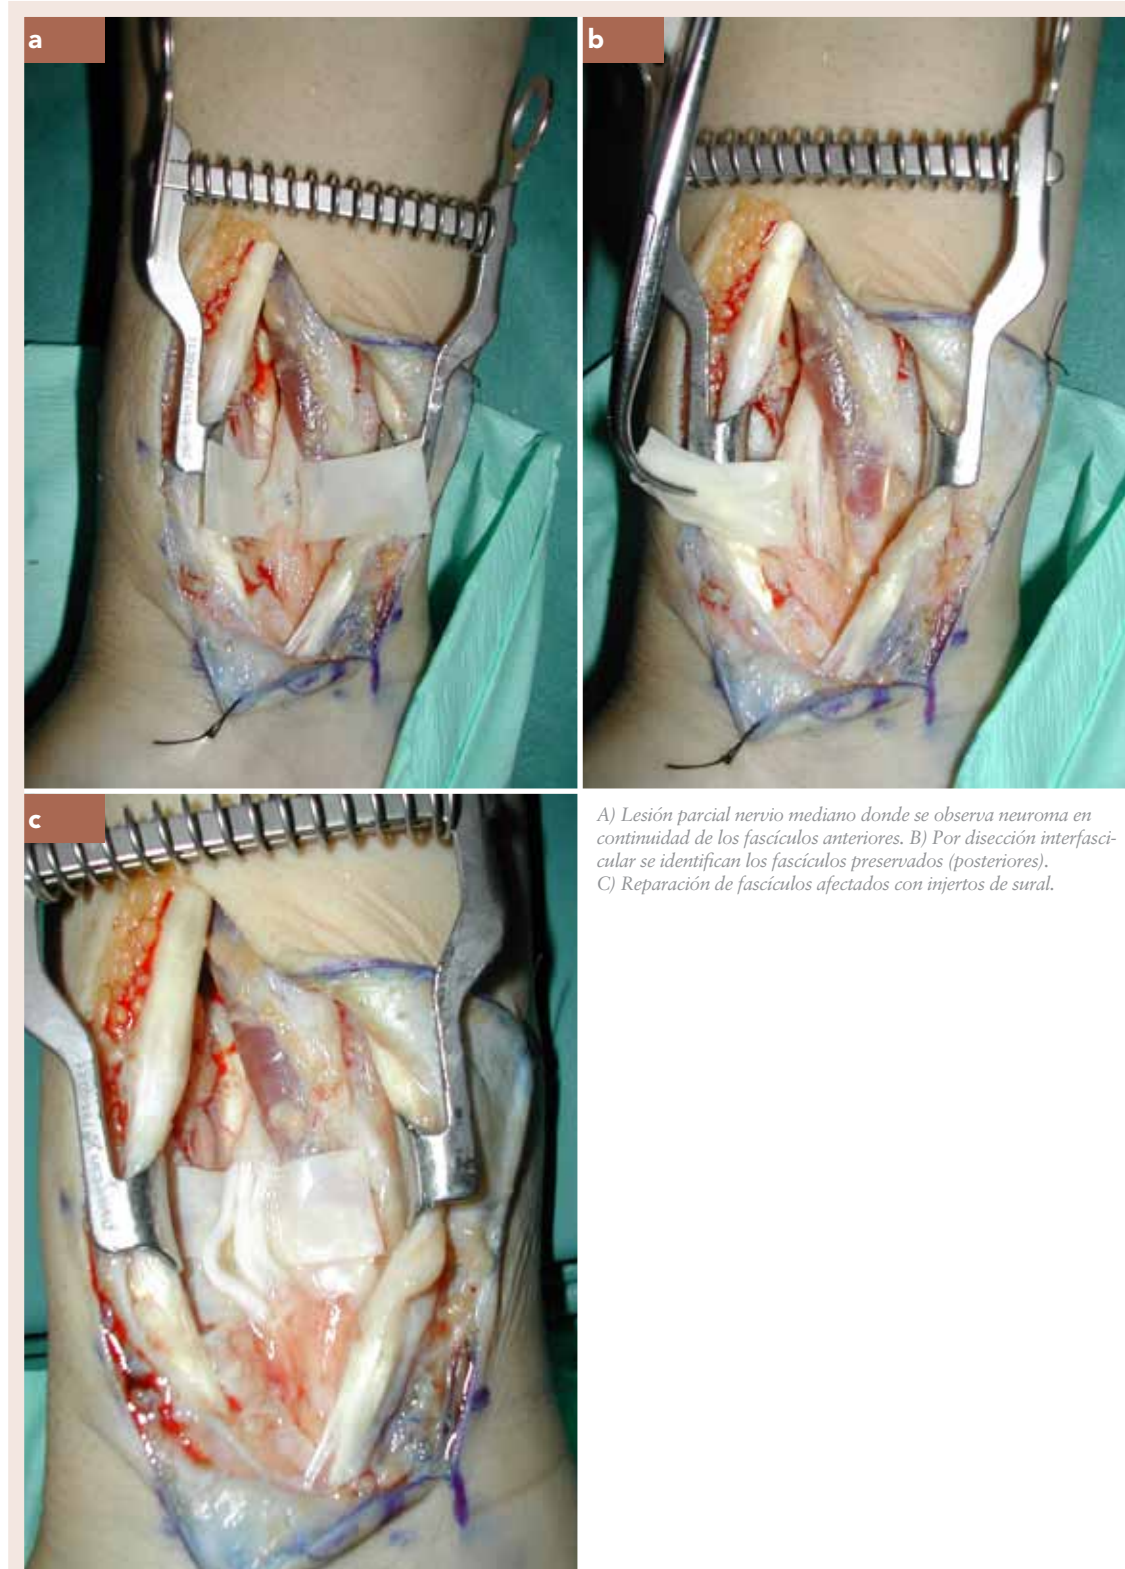 a
b
c
A) Lesión parcial nervio mediano donde se observa neuroma en
continuidad de los fascículos anteriores. B) Por disección interfasci-
cular se identifican los fascículos preservados (posteriores).
C) Reparación de fascículos afectados con injertos de sural.